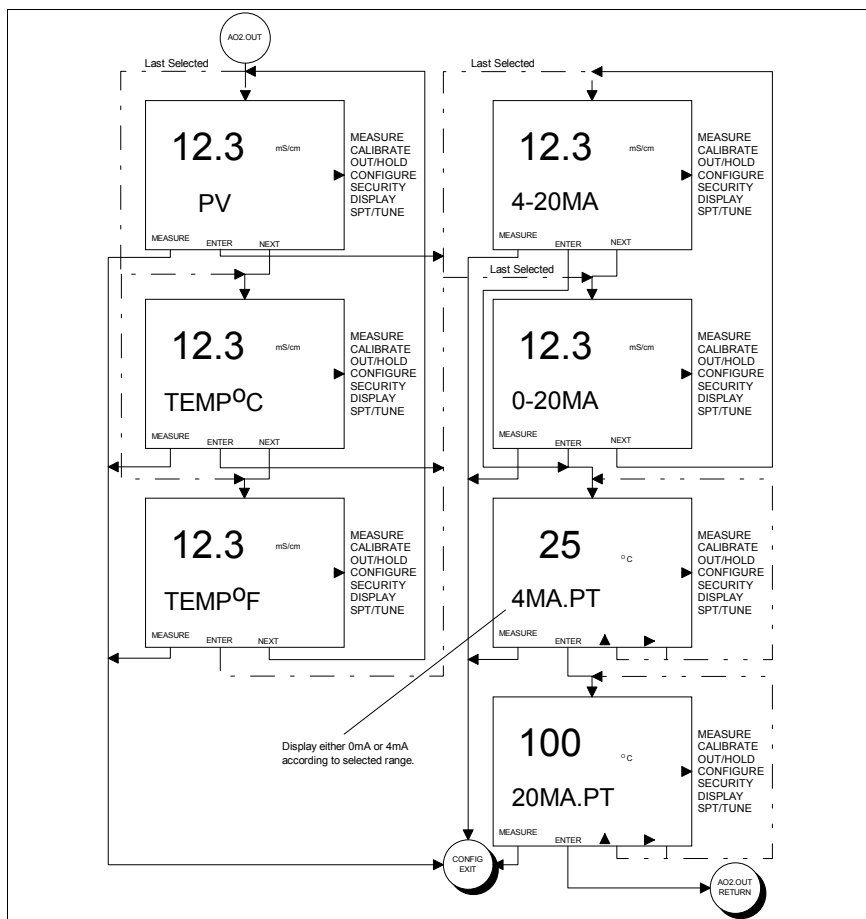 AO2.OUT
Last Selected
12.3 mS/cm
PV
MEASURE ENTER NEXT
MEASURE
CALIBRATE
OUT/HOLD
CONFIGURE
SECURITY
DISPLAY
SPT/TUNE
12.3 mS/cm
TEMP°C
MEASURE ENTER NEXT
MEASURE
CALIBRATE
OUT/HOLD
CONFIGURE
SECURITY
DISPLAY
SPT/TUNE
12.3 mS/cm
TEMP°F
MEASURE ENTER NEXT
MEASURE
CALIBRATE
OUT/HOLD
CONFIGURE
SECURITY
DISPLAY
SPT/TUNE
Last Selected
12.3 mS/cm
4-20MA
MEASURE ENTER NEXT
MEASURE
CALIBRATE
OUT/HOLD
CONFIGURE
SECURITY
DISPLAY
SPT/TUNE
Last Selected
12.3 mS/cm
0-20MA
MEASURE ENTER NEXT
MEASURE
CALIBRATE
OUT/HOLD
CONFIGURE
SECURITY
DISPLAY
SPT/TUNE
25 °C
4MA.PT
MEASURE ENTER
MEASURE
CALIBRATE
OUT/HOLD
CONFIGURE
SECURITY
DISPLAY
SPT/TUNE
Display either 0mA or 4mA
according to selected range.
100 °C
20MA.PT
MEASURE ENTER
MEASURE
CALIBRATE
OUT/HOLD
CONFIGURE
SECURITY
DISPLAY
SPT/TUNE
CONFIG
EXIT
AO2.OUT
RETURN